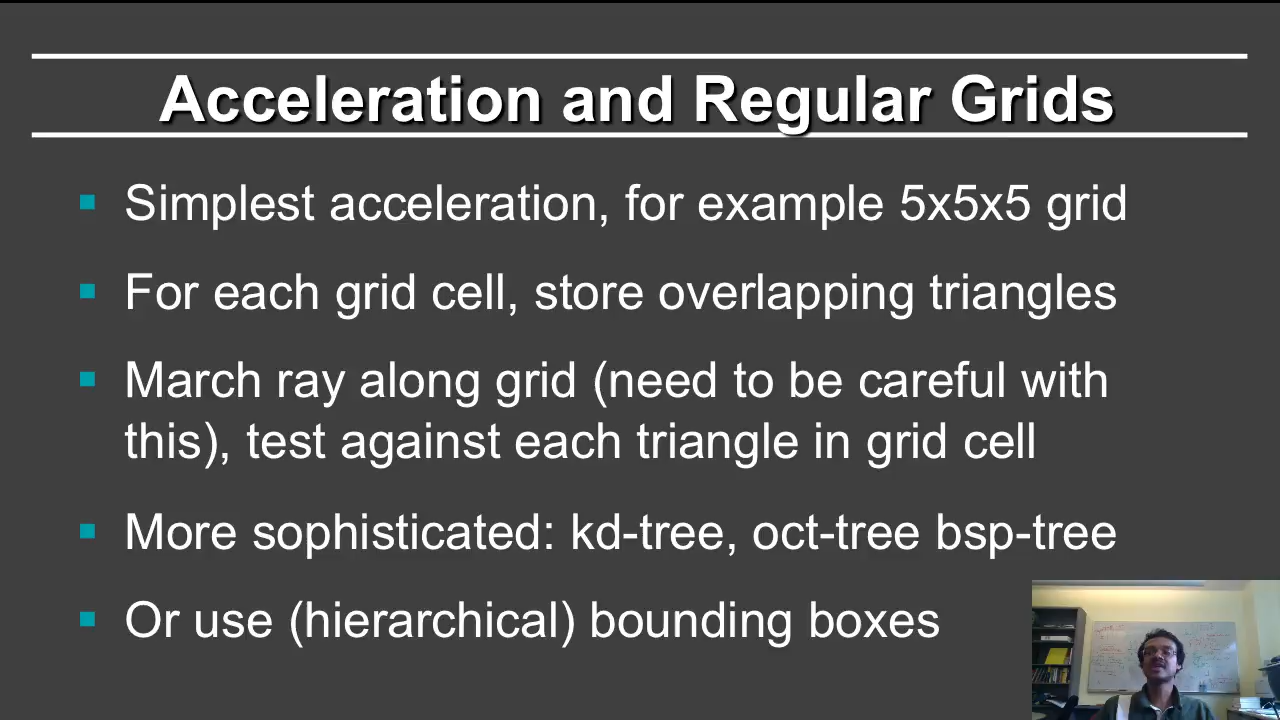 Acceleration and Regular Grids
Simplest acceleration, for example 5x5x5 grid
For each grid cell, store overlapping triangles
March ray along grid (need to be careful with
this), test against each triangle in grid cell
More sophisticated: kd-tree, oct-tree bsp-tree
Or use (hierarchical) bounding boxes